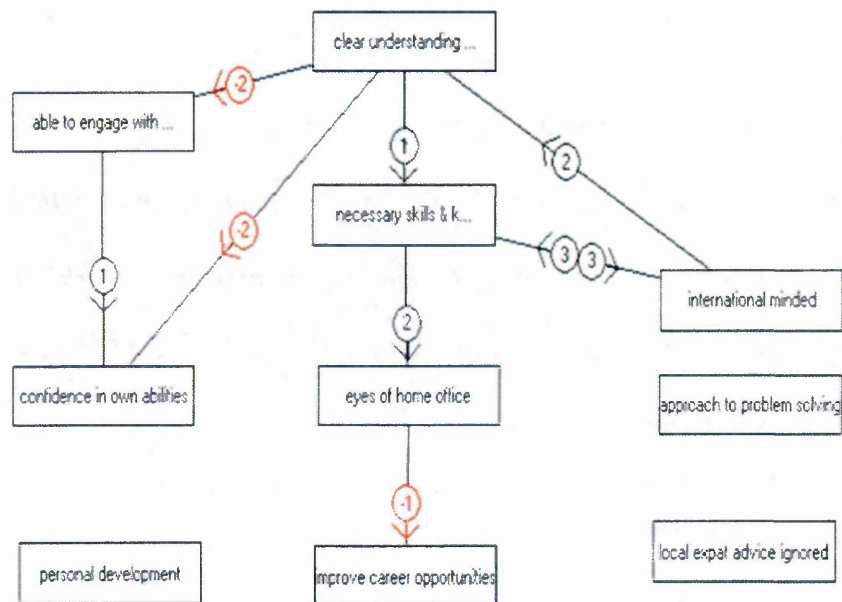 clear understanding ...
-2
able to engage with ...
1
necessary skills & k...
2
-2
3 3
international minded
1
2
confidence in own abilities
eyes of home office
approach to problem solving
-1
local expat advice ignored
personal development
improve career opportunities